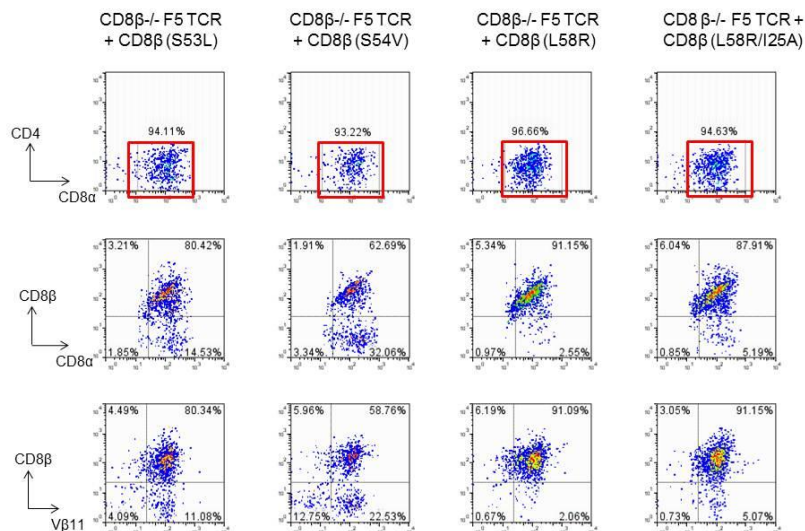 CD8β-/- F5 TCR + CD8β (S53L)
CD8β-/- F5 TCR + CD8β (S54V)
CD8β-/- F5 TCR + CD8β (L58R)
CD8 β-/- F5 TCR + CD8β (L58R/I25A)
CD4
CD8α
94.11%
93.22%
96.66%
94.63%
CD8β
CD8α
3.21% 80.42%
1.85% 14.53%
1.91% 62.69%
3.34% 32.06%
5.34% 91.15%
0.97% 2.55%
6.04% 87.91%
0.85% 5.19%
CD8β
Vβ11
4.49% 80.34%
4.09% 11.08%
5.96% 58.76%
12.75% 22.53%
6.19% 91.09%
0.67% 2.06%
3.05% 91.15%
0.73% 5.07%